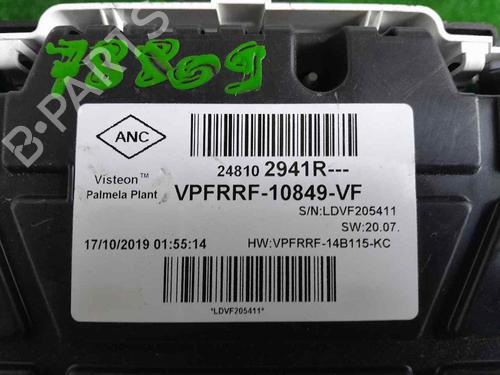 ANC
Visteon™
Palmela Plant
24810 2941R---
VPFRRF-10849-VF
S/N:LDVF205411
SW:20.07.
17/10/2019 01:55:14
HW:VPFRRF-14B115-KC
*LDVF205411*
B-PARTS